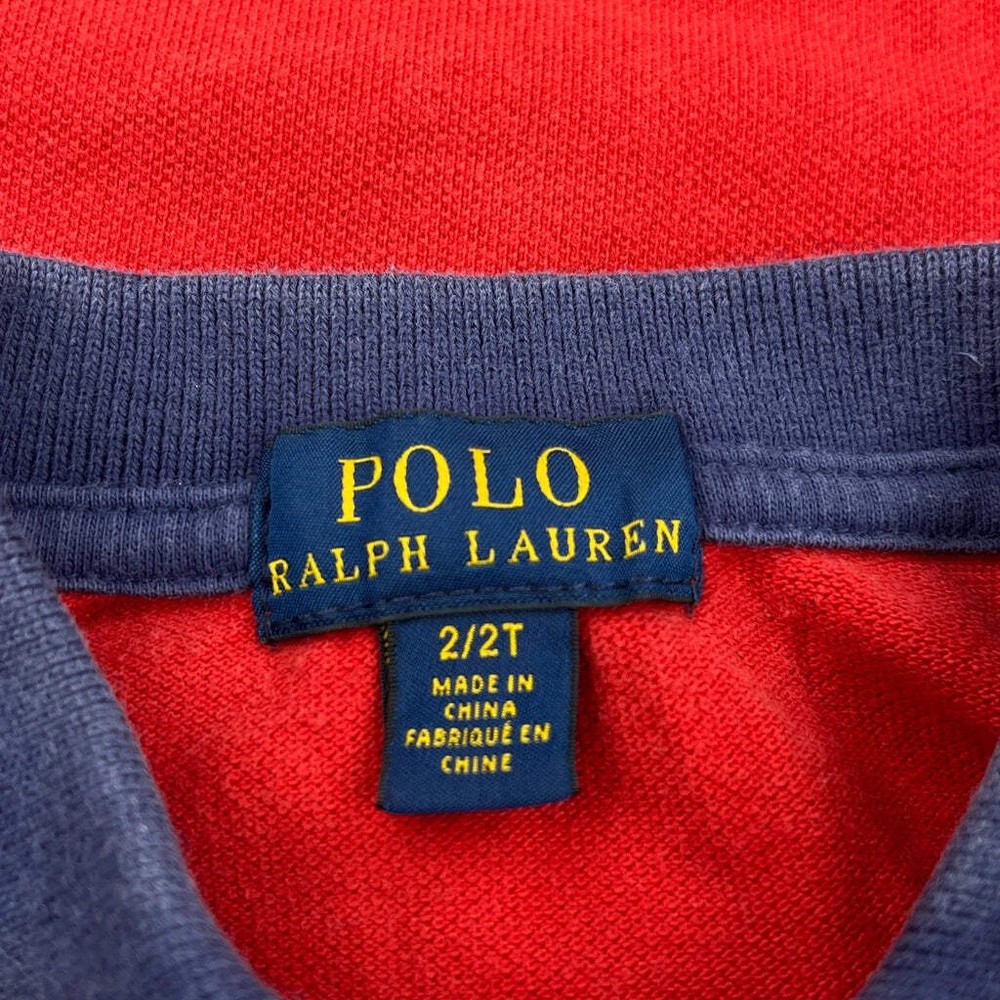 POLO
RALPH LAUREN
2/2T
MADE IN
CHINA
FABRIQUÉ EN
CHINE